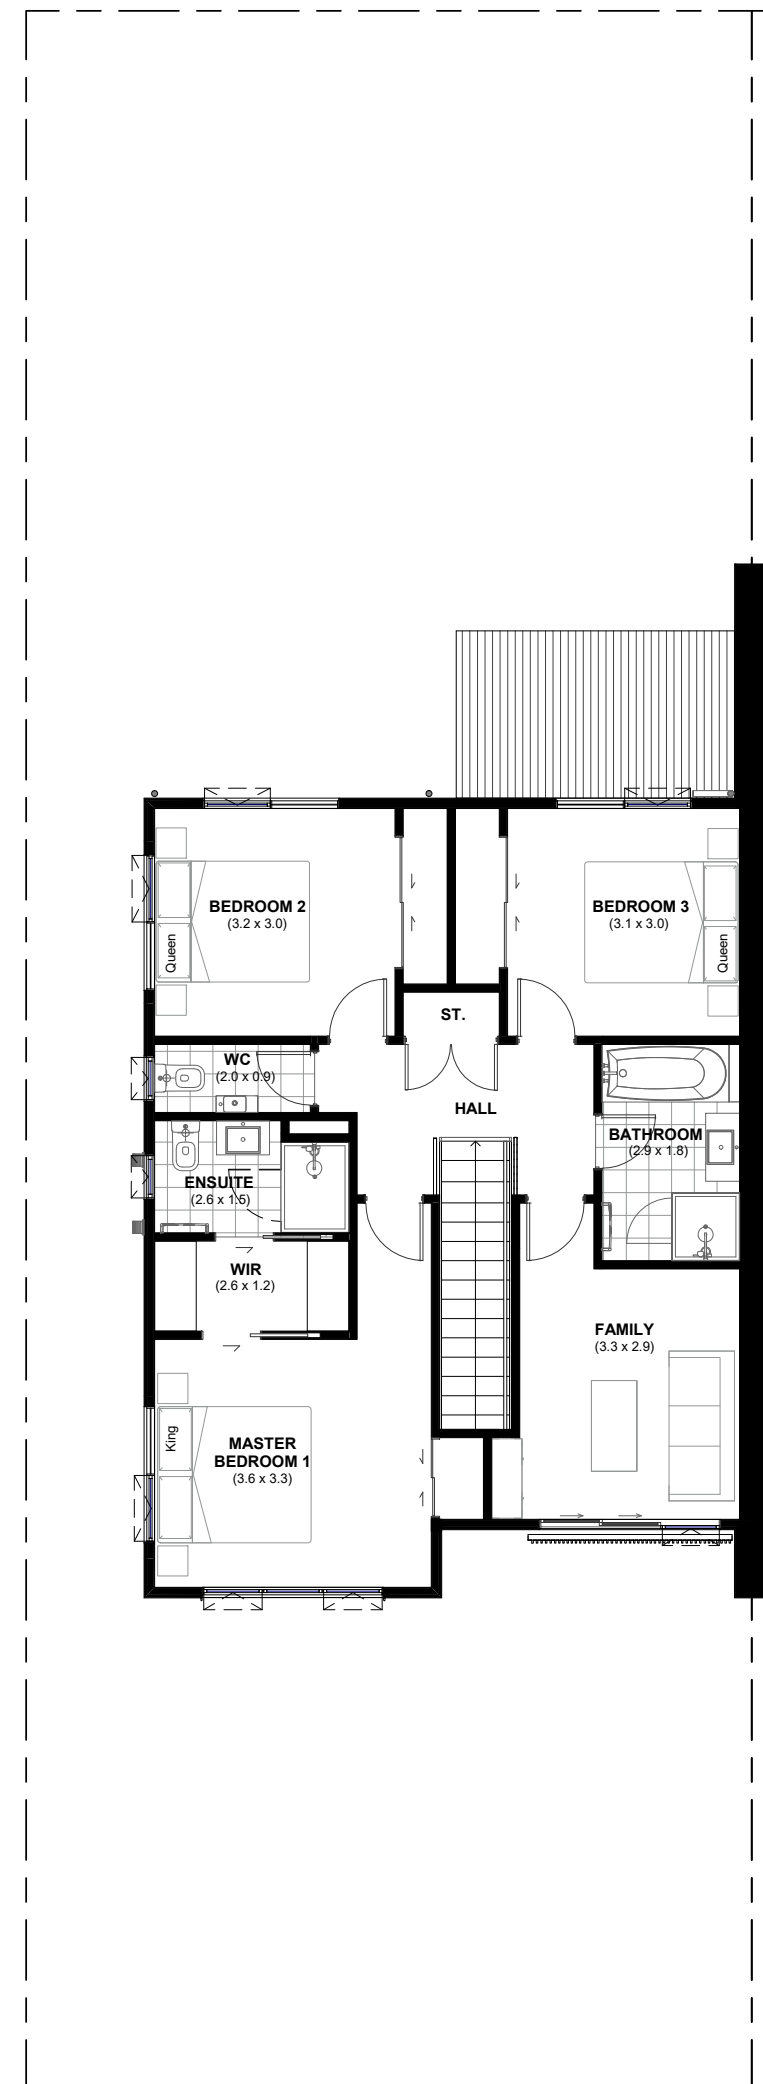 BEDROOM 2
(3.2 x 3.0)
Queen
BEDROOM 3
(3.1 x 3.0)
Queen
ST.
WC
(2.0 x 0.9)
HALL
BATHROOM
(2.9 x 1.8)
ENSUITE
(2.6 x 1.5)
WIR
(2.6 x 1.2)
FAMILY
(3.3 x 2.9)
King
MASTER
BEDROOM 1
(3.6 x 3.3)